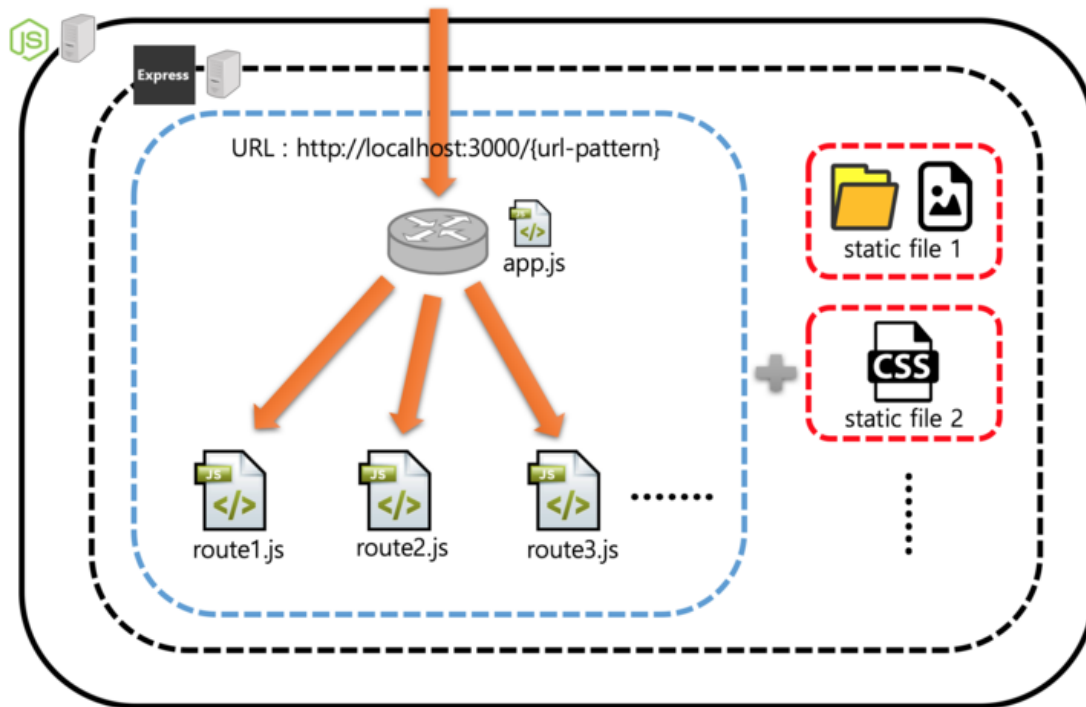 JS
Express
URL : http://localhost:3000/{url-pattern}
JS
</>
app.js
static file 1
CSS
static file 2
JS
</>
route1.js
JS
</>
route2.js
JS
</>
route3.js